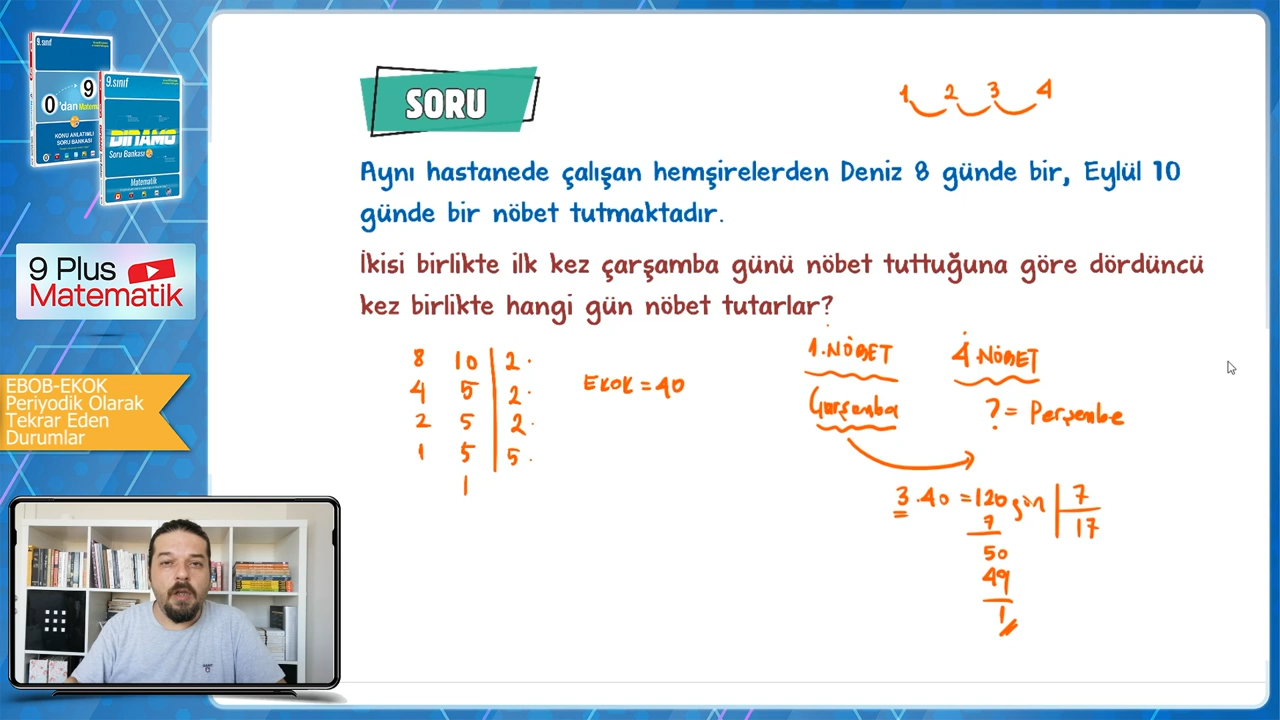 9.sınıf
0'dan 9
Matematik
KONU ANLATIMLI
SORU BANKASI
9.sınıf
DİNAMO
Soru Bankası
Matematik
9 Plus
Matematik
EBOB-EKOK
Periyodik Olarak
Tekrar Eden
Durumlar
SORU
1 2 3 4
Aynı hastanede çalışan hemşirelerden Deniz 8 günde bir, Eylül 10
günde bir nöbet tutmaktadır.
İkisi birlikte ilk kez çarşamba günü nöbet tuttuğuna göre dördüncü
kez birlikte hangi gün nöbet tutarlar?
8 10 | 2
4 5 | 2
2 5 | 2
1 5 | 5
1
EKOK = 40
1. NÖBET 4. NÖBET
Çarşamba ? = Perşembe
3 . 40 = 120 gün | 7
7 17
50
49
1